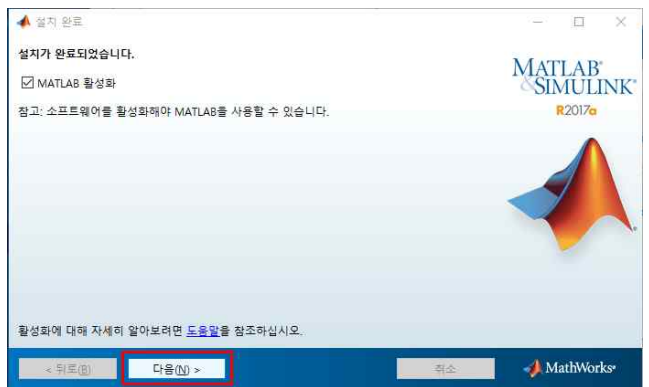 설치 완료
설치가 완료되었습니다.
MATLAB 활성화
참고: 소프트웨어를 활성화해야 MATLAB을 사용할 수 있습니다.
MATLAB®
&SIMULINK®
R2017a
활성화에 대해 자세히 알아보려면 도움말을 참조하십시오.
< 뒤로(B)
다음(N) >
취소
MathWorks®